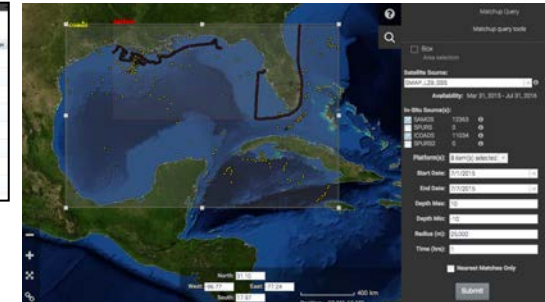 Matchup Query
Matchup query tools
Box
Area selection
Satellite Source:
SMAP_L2B_SSS
Availability: Mar 31, 2015 - Jul 31, 2016
In-Situ Source(s):
SAMOS 12363
SPURS 0
ICOADS 11034
SPURS2 0
Platform(s): 8 item(s) selected
Start Date: 7/1/2015
End Date: 7/7/2015
Depth Max: 10
Depth Min: -10
Radius (m): 25,000
Time (hrs): 1
Nearest Matches Only
Submit
North: 31.10
West: -96.77 East: -77.24
South: 17.97
400 km